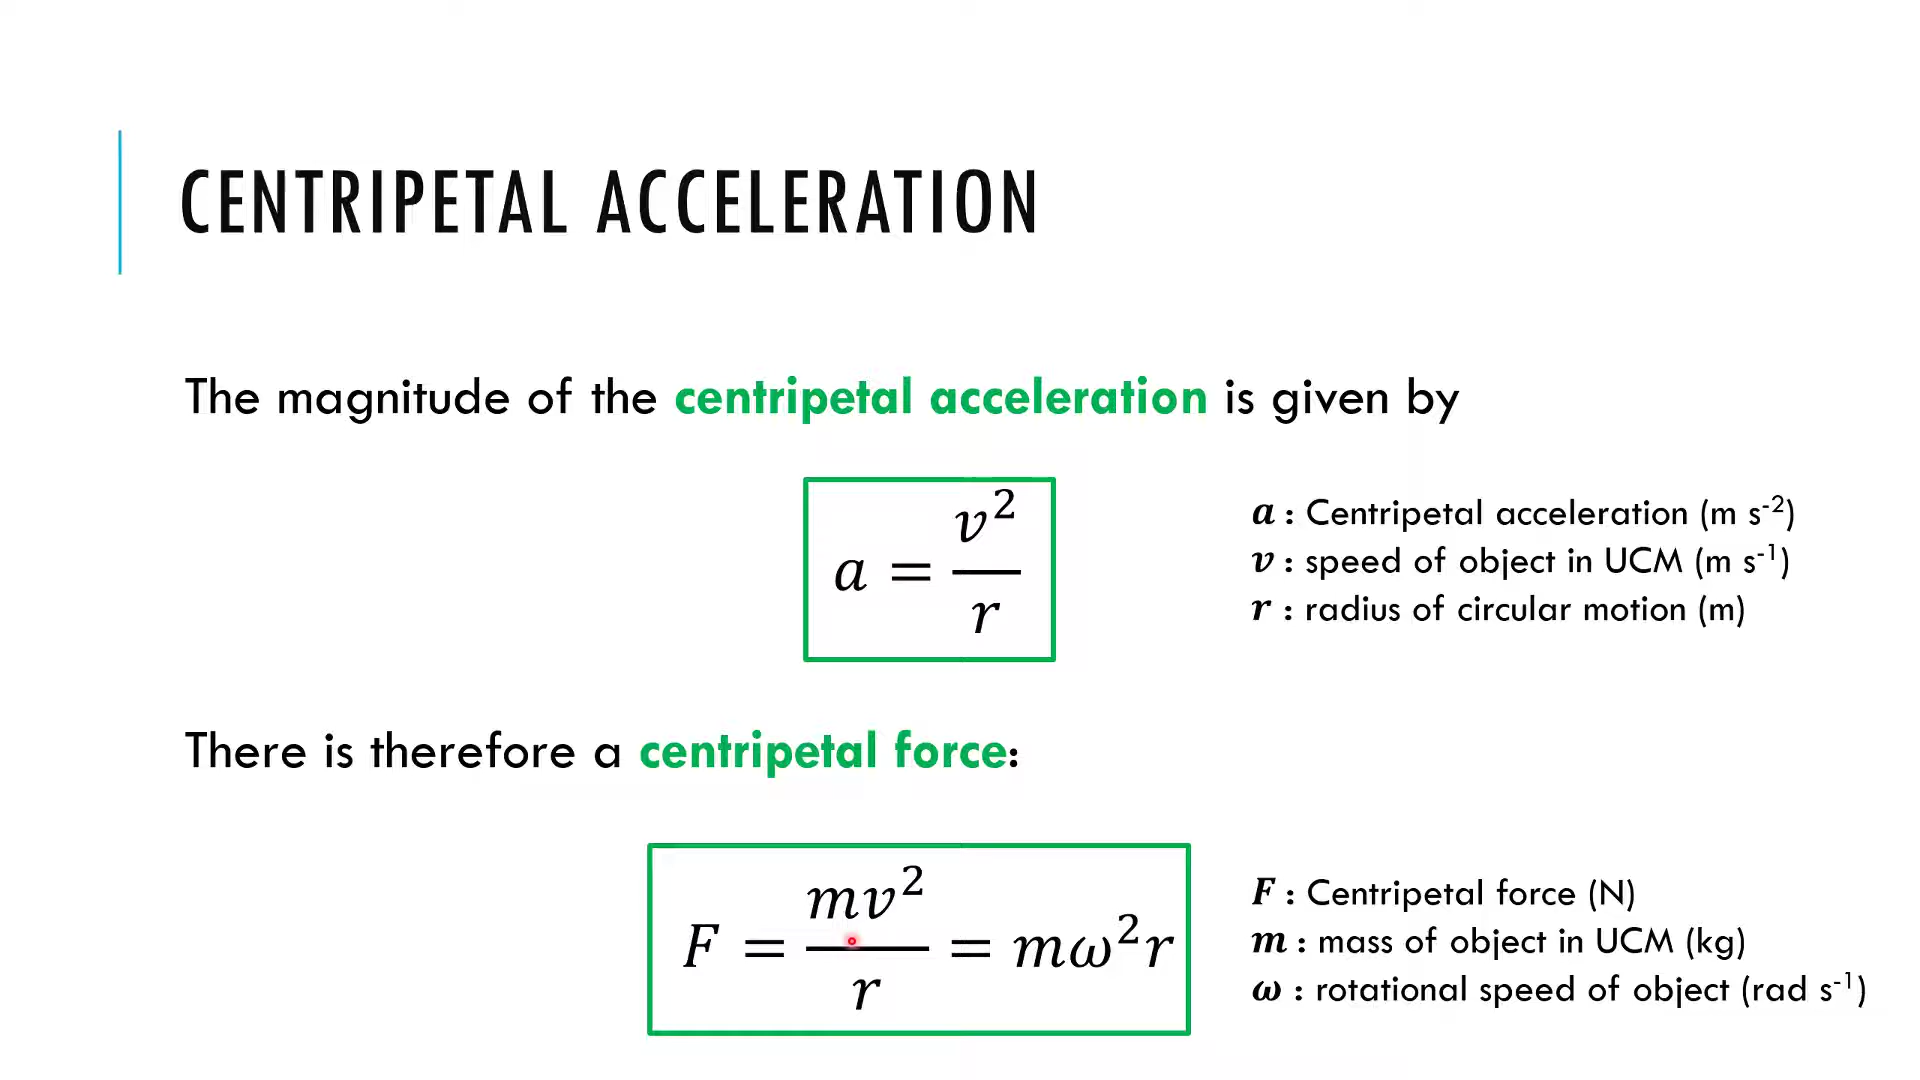 CENTRIPETAL ACCELERATION
The magnitude of the centripetal acceleration is given by
a = v²/r
a : Centripetal acceleration (m s⁻²)
v : speed of object in UCM (m s⁻¹)
r : radius of circular motion (m)
There is therefore a centripetal force:
F = mv²/r = mω²r
F : Centripetal force (N)
m : mass of object in UCM (kg)
ω : rotational speed of object (rad s⁻¹)